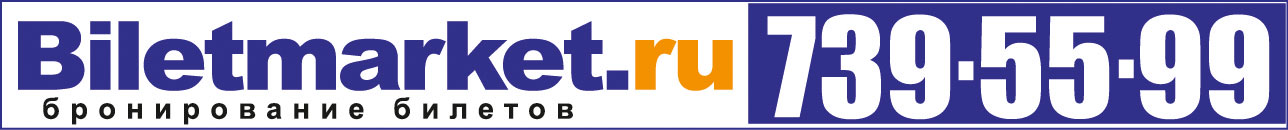 Biletmarket.ru
бронирование билетов
739·55·99